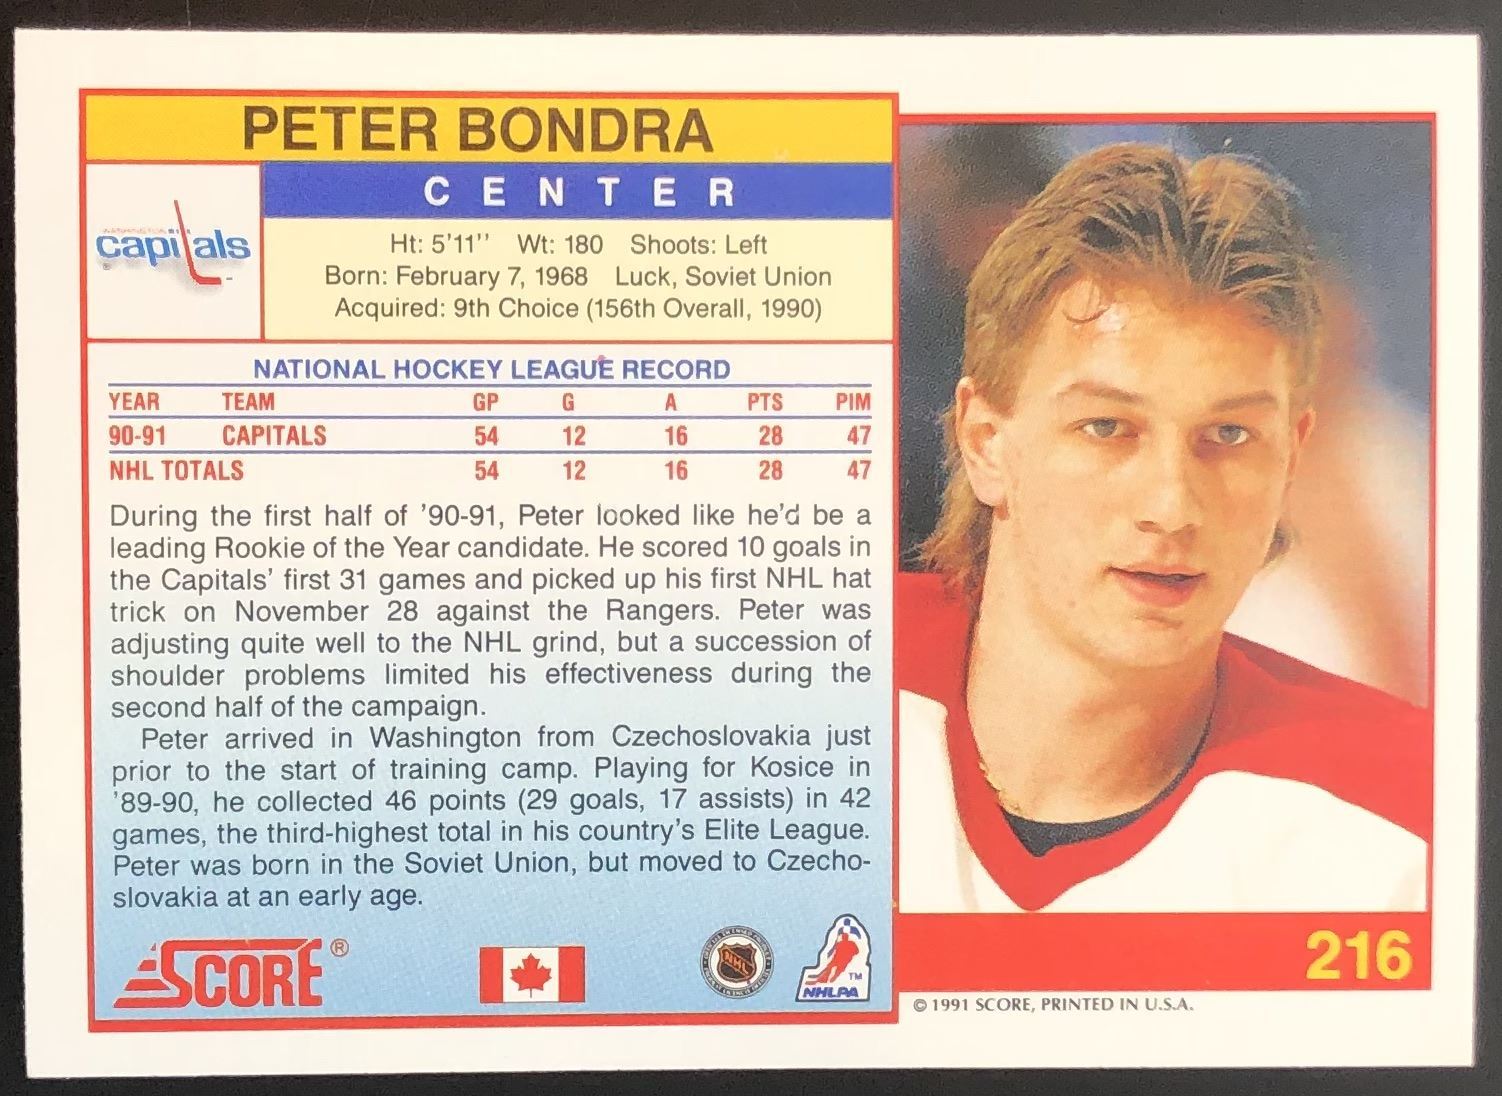 PETER BONDRA
CENTER
WASHINGTON
capitals
Ht: 5'11'' Wt: 180 Shoots: Left
Born: February 7, 1968 Luck, Soviet Union
Acquired: 9th Choice (156th Overall, 1990)
NATIONAL HOCKEY LEAGUE RECORD
YEAR TEAM GP G A PTS PIM
90-91 CAPITALS 54 12 16 28 47
NHL TOTALS 54 12 16 28 47
During the first half of '90-91, Peter looked like he'd be a
leading Rookie of the Year candidate. He scored 10 goals in
the Capitals' first 31 games and picked up his first NHL hat
trick on November 28 against the Rangers. Peter was
adjusting quite well to the NHL grind, but a succession of
shoulder problems limited his effectiveness during the
second half of the campaign.
Peter arrived in Washington from Czechoslovakia just
prior to the start of training camp. Playing for Kosice in
'89-90, he collected 46 points (29 goals, 17 assists) in 42
games, the third-highest total in his country's Elite League.
Peter was born in the Soviet Union, but moved to Czecho-
slovakia at an early age.
SCORE®
NHL
NHLPA™
216
© 1991 SCORE, PRINTED IN U.S.A.